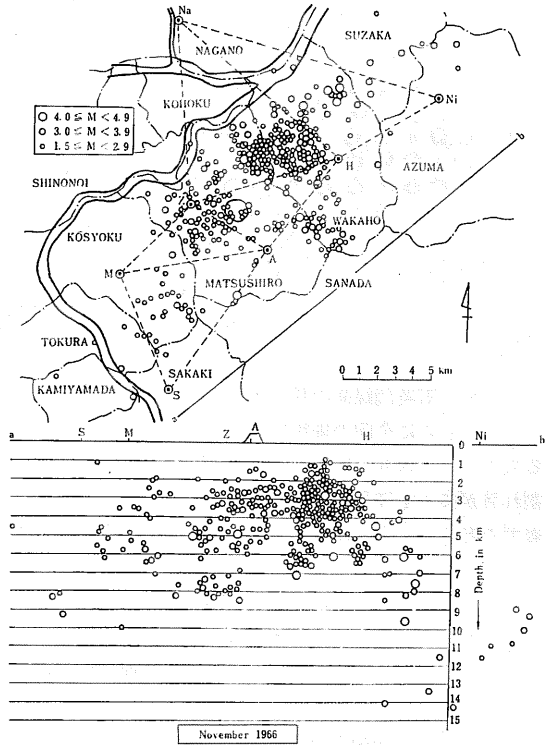 Na
NAGANO
SUZAKA
KOHOKU
Ni
4.0 ≦ M < 4.9
3.0 ≦ M < 3.9
1.5 ≦ M < 2.9
b
H
AZUMA
SHINONOI
WAKAHO
KOSYOKU
A
M
MATSUSHIRO
SANADA
TOKURA
SAKAKI
0 1 2 3 4 5 km
KAMIYAMADA
S
a S M Z A H Ni b
0
1
2
3
4
5
6
7
8
9
10
11
12
13
14
15
Depth, in km
November 1966